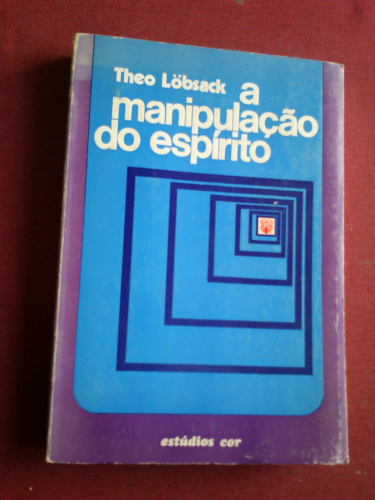 Theo Löbsack a
manipulação
do espírito
estúdios cor